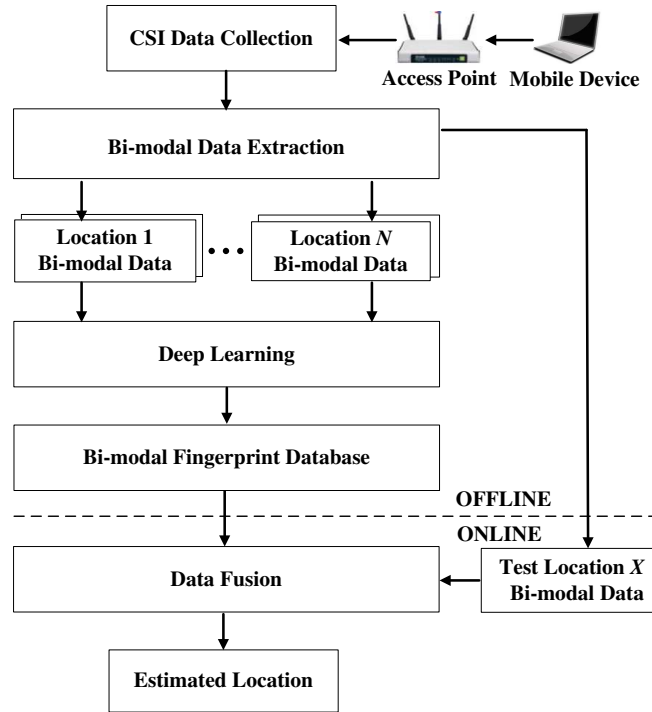 CSI Data Collection
Access Point
Mobile Device
Bi-modal Data Extraction
Location 1
Bi-modal Data
Location N
Bi-modal Data
Deep Learning
Bi-modal Fingerprint Database
OFFLINE
ONLINE
Data Fusion
Test Location X
Bi-modal Data
Estimated Location